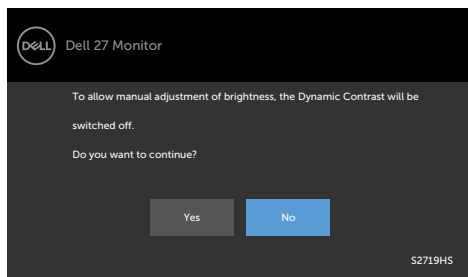 DELL
Dell 27 Monitor
To allow manual adjustment of brightness, the Dynamic Contrast will be
switched off.
Do you want to continue?
Yes
No
S2719HS